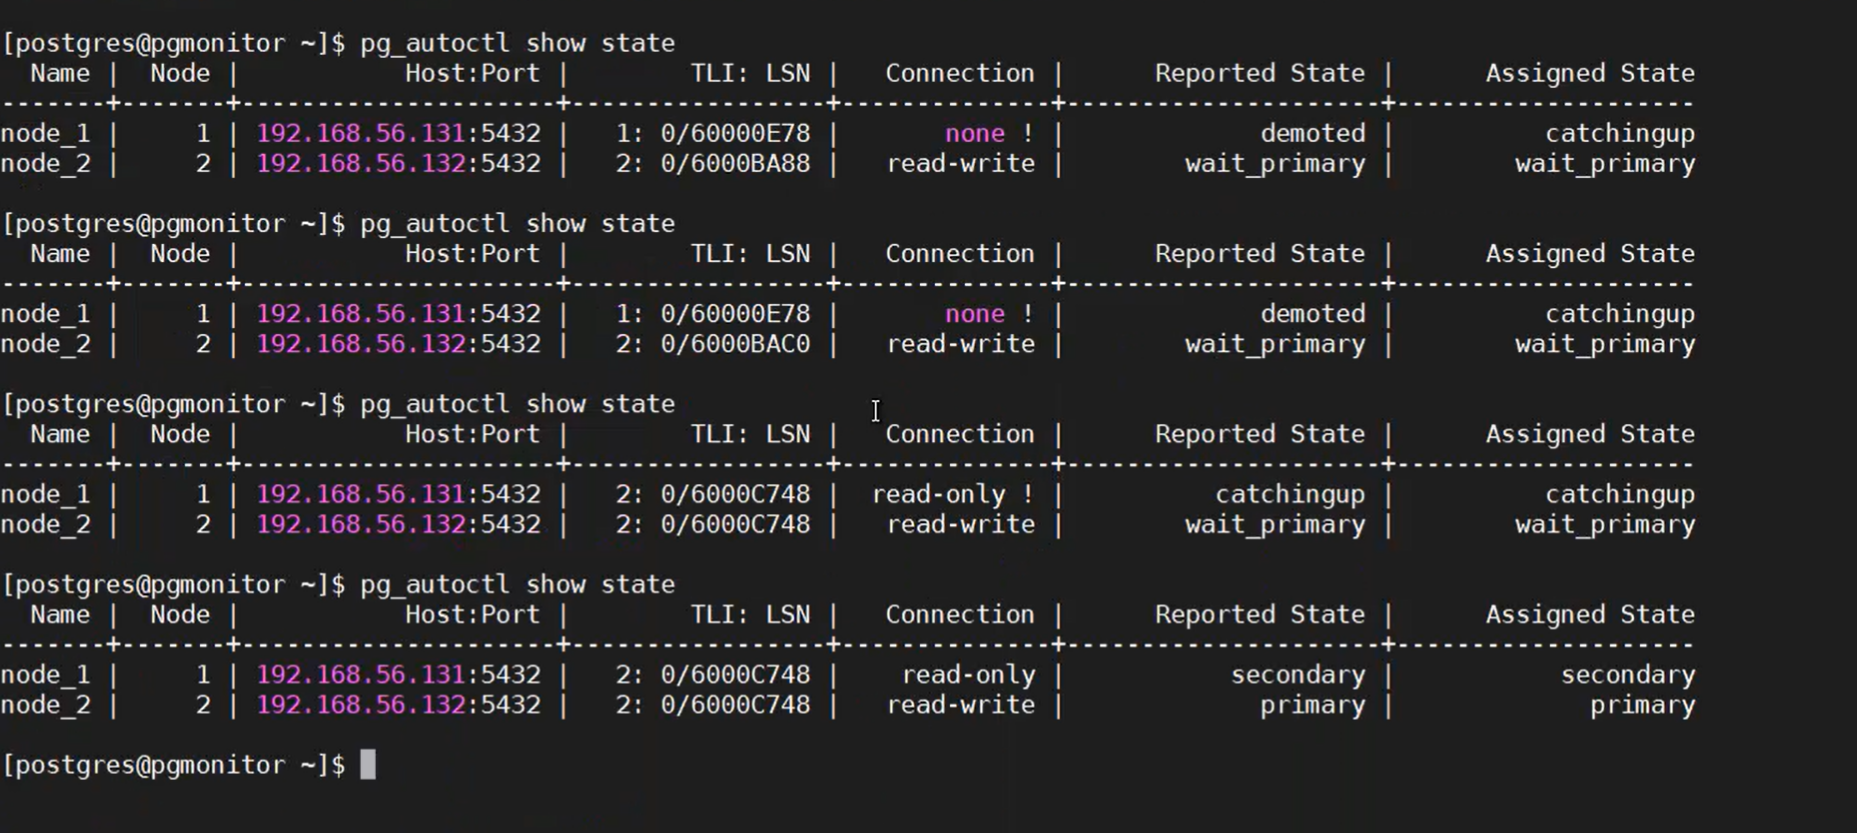 [postgres@pgmonitor ~]$ pg_autoctl show state
  Name |  Node |            Host:Port |        TLI: LSN |   Connection |      Reported State |      Assigned State
-------+-------+----------------------+-----------------+--------------+---------------------+--------------------
node_1 |     1 | 192.168.56.131:5432 |   1: 0/60000E78 |       none ! |             demoted |          catchingup
node_2 |     2 | 192.168.56.132:5432 |   2: 0/6000BA88 |   read-write |        wait_primary |        wait_primary

[postgres@pgmonitor ~]$ pg_autoctl show state
  Name |  Node |            Host:Port |        TLI: LSN |   Connection |      Reported State |      Assigned State
-------+-------+----------------------+-----------------+--------------+---------------------+--------------------
node_1 |     1 | 192.168.56.131:5432 |   1: 0/60000E78 |       none ! |             demoted |          catchingup
node_2 |     2 | 192.168.56.132:5432 |   2: 0/6000BAC0 |   read-write |        wait_primary |        wait_primary

[postgres@pgmonitor ~]$ pg_autoctl show state
  Name |  Node |            Host:Port |        TLI: LSN |   Connection |      Reported State |      Assigned State
-------+-------+----------------------+-----------------+--------------+---------------------+--------------------
node_1 |     1 | 192.168.56.131:5432 |   2: 0/6000C748 |  read-only ! |          catchingup |          catchingup
node_2 |     2 | 192.168.56.132:5432 |   2: 0/6000C748 |   read-write |        wait_primary |        wait_primary

[postgres@pgmonitor ~]$ pg_autoctl show state
  Name |  Node |            Host:Port |        TLI: LSN |   Connection |      Reported State |      Assigned State
-------+-------+----------------------+-----------------+--------------+---------------------+--------------------
node_1 |     1 | 192.168.56.131:5432 |   2: 0/6000C748 |    read-only |           secondary |           secondary
node_2 |     2 | 192.168.56.132:5432 |   2: 0/6000C748 |   read-write |             primary |             primary

[postgres@pgmonitor ~]$